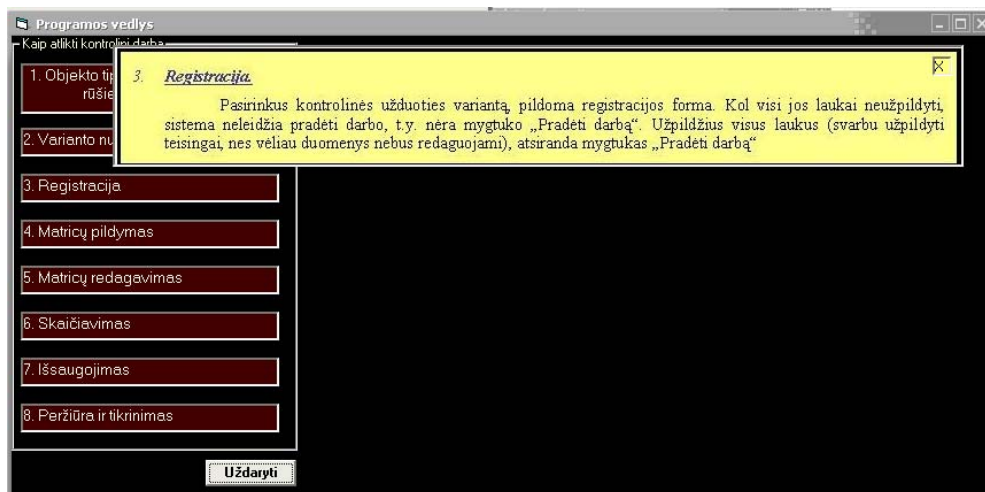 Programos vedlys
Kaip atlikti kontrolinį darbą
1. Objekto
3. Registracija.
Pasirinkus kontrolinės užduoties variantą, pildoma registracijos forma. Kol visi jos laukai neužpildyti,
sistema neleidžia pradėti darbo, t.y. nėra mygtuko „Pradėti darbą“. Užpildžius visus laukus (svarbu užpildyti
teisingai, nes vėliau duomenys nebus redaguojami), atsiranda mygtukas „Pradėti darbą“
2. Varianto
3. Registracija
4. Matricų pildymas
5. Matricų redagavimas
6. Skaičiavimas
7. Išsaugojimas
8. Peržiūra ir tikrinimas
Uždaryti